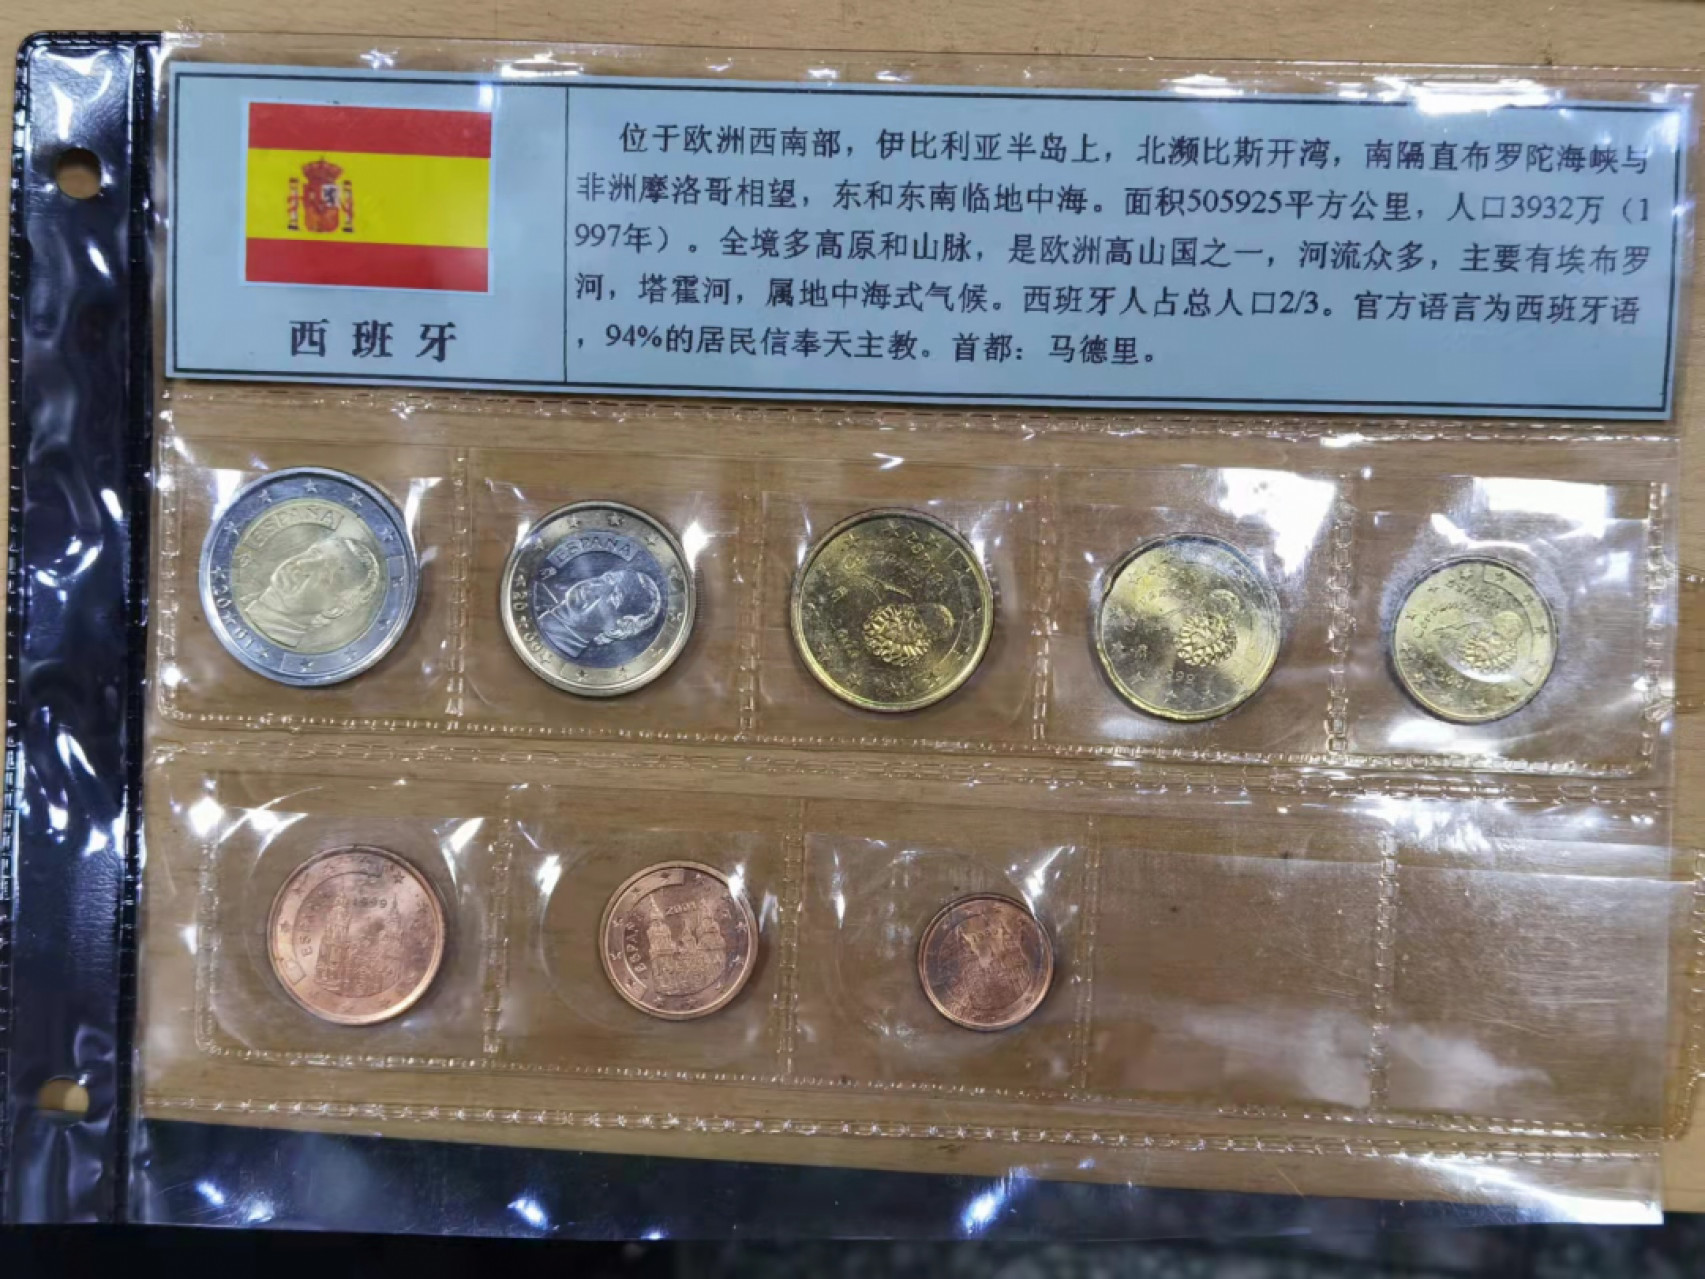 西班牙
位于欧洲西南部，伊比利亚半岛上，北濒比斯开湾，南隔直布罗陀海峡与
非洲摩洛哥相望，东和东南临地中海。面积505925平方公里，人口3932万（1
997年）。全境多高原和山脉，是欧洲高山国之一，河流众多，主要有埃布罗
河，塔霍河，属地中海式气候。西班牙人占总人口2/3。官方语言为西班牙语
，94%的居民信奉天主教。首都：马德里。
ESPAÑA
ESPAÑA
1999
ESPAÑA
2001
ESPAÑA